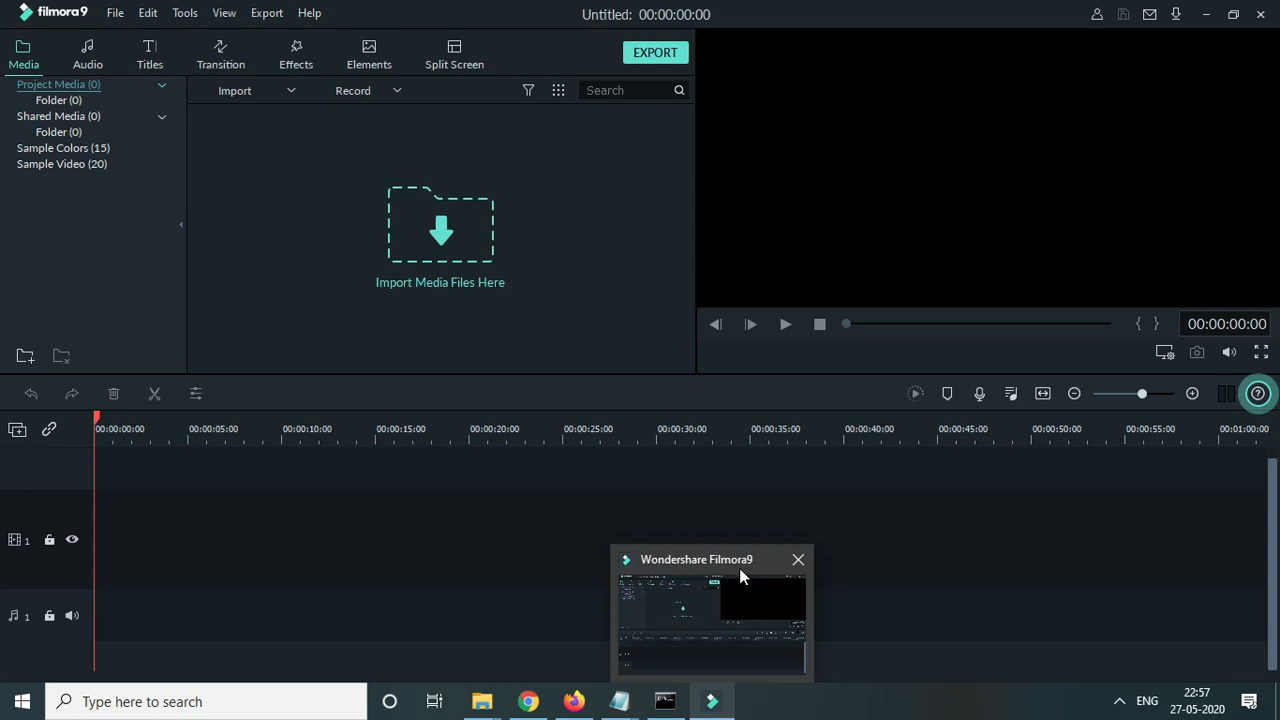 filmora9 File Edit Tools View Export Help Untitled: 00:00:00:00
Media Audio Titles Transition Effects Elements Split Screen EXPORT
Project Media (0)
Folder (0)
Shared Media (0)
Folder (0)
Sample Colors (15)
Sample Video (20)
Import Record Search
Import Media Files Here
00:00:00:00
00:00:00:00 00:00:05:00 00:00:10:00 00:00:15:00 00:00:20:00 00:00:25:00 00:00:30:00 00:00:35:00 00:00:40:00 00:00:45:00 00:00:50:00 00:00:55:00 00:01:00:00
1
1
Wondershare Filmora9
Type here to search
ENG
22:57
27-05-2020